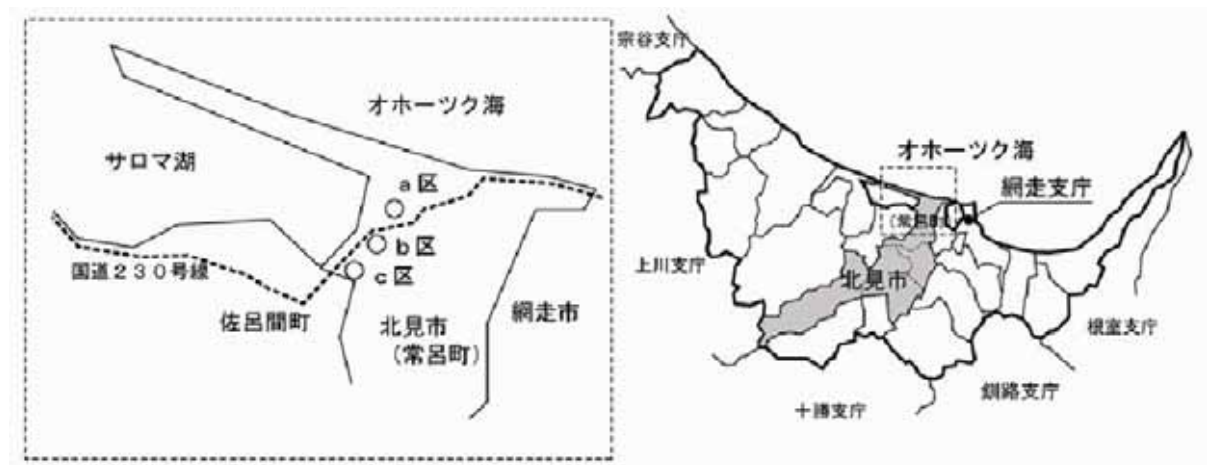 オホーツク海
サロマ湖
a区
b区
c区
国道230号線
佐呂間町
北見市
(常呂町)
網走市
宗谷支庁
オホーツク海
網走支庁
(常呂町)
上川支庁
北見市
根室支庁
釧路支庁
十勝支庁